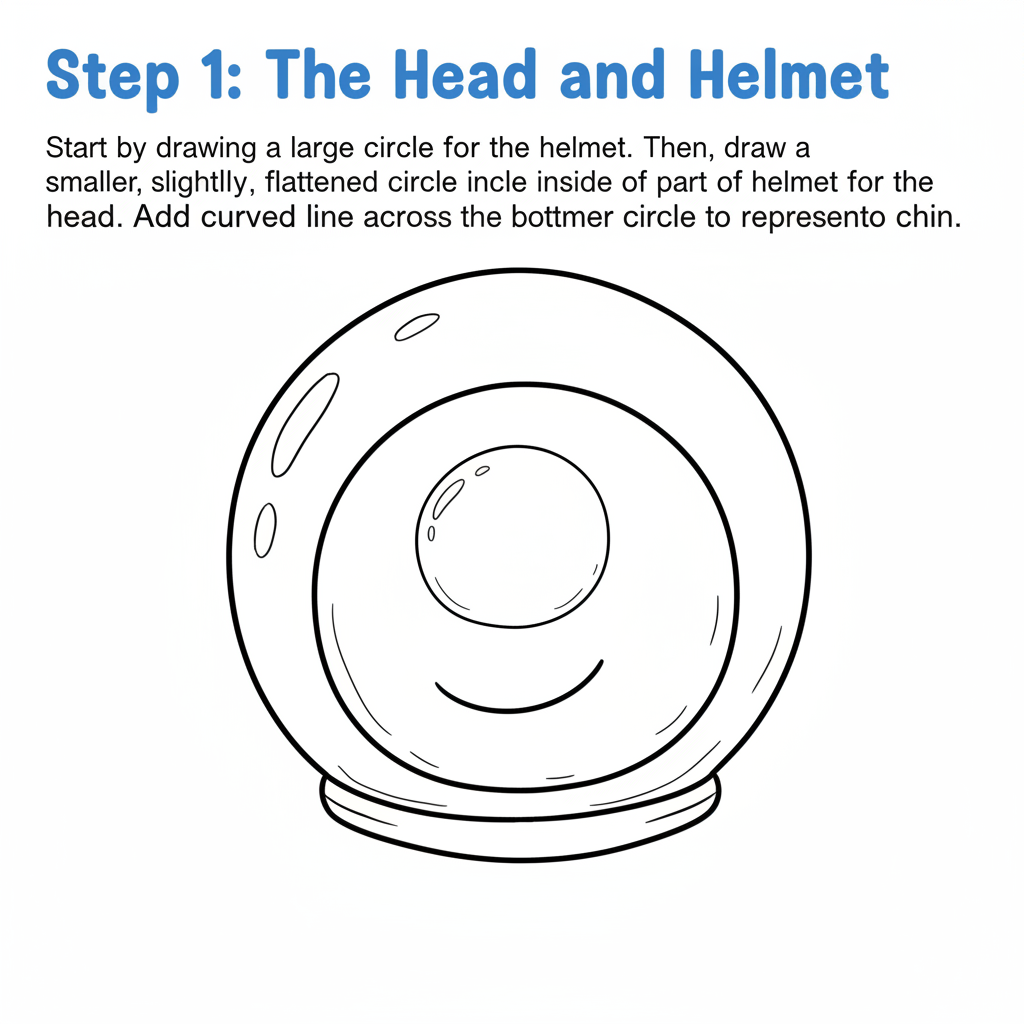 Step 1: The Head and Helmet
Start by drawing a large circle for the helmet. Then, draw a
smaller, slightlly, flattened circle incle inside of part of helmet for the
head. Add curved line across the bottmer circle to represento chin.